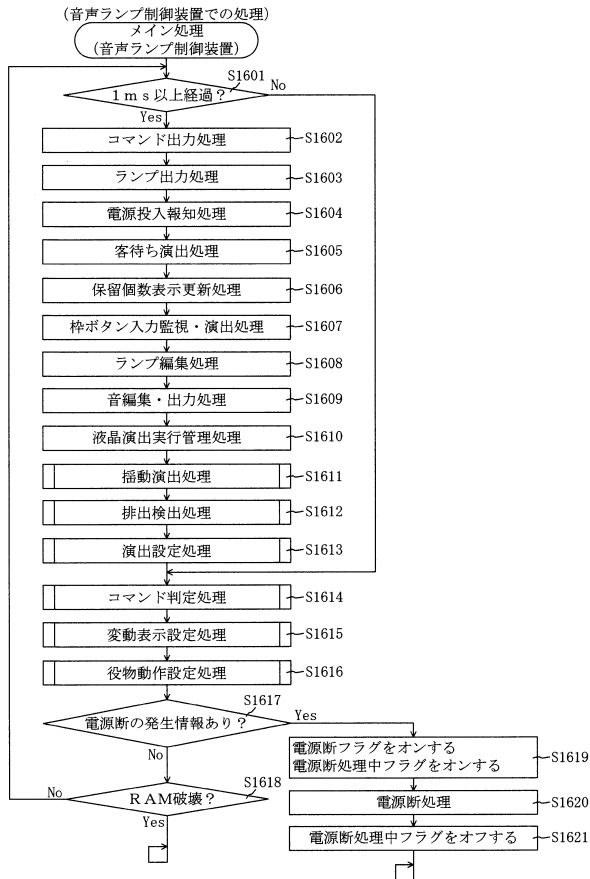 (音声ランプ制御装置での処理)
メイン処理
(音声ランプ制御装置)
S1601
1ms以上経過?
No
Yes
コマンド出力処理
S1602
ランプ出力処理
S1603
電源投入報知処理
S1604
客待ち演出処理
S1605
保留個数表示更新処理
S1606
枠ボタン入力監視・演出処理
S1607
ランプ編集処理
S1608
音編集・出力処理
S1609
液晶演出実行管理処理
S1610
揺動演出処理
S1611
排出検出処理
S1612
演出設定処理
S1613
コマンド判定処理
S1614
変動表示設定処理
S1615
役物動作設定処理
S1616
S1617
電源断の発生情報あり?
Yes
No
電源断フラグをオンする
電源断処理中フラグをオンする
S1619
S1618
No
RAM破壊?
Yes
電源断処理
S1620
電源断処理中フラグをオフする
S1621